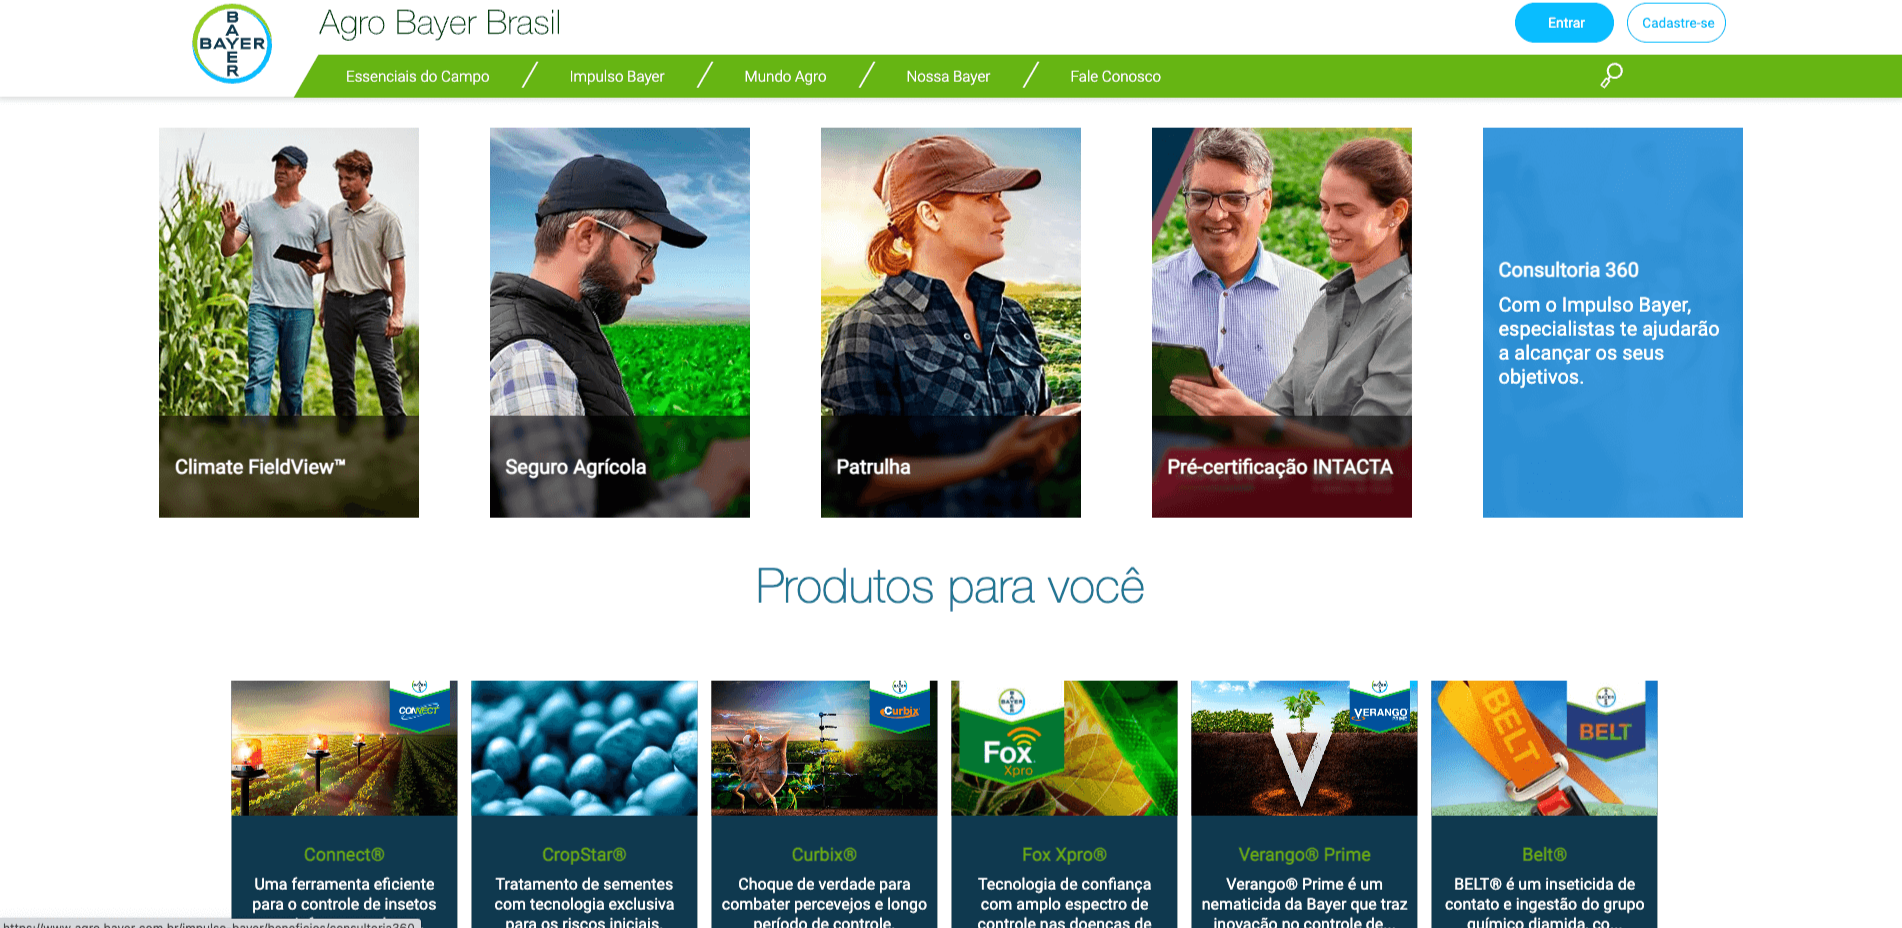 BAYER
BAYER
Agro Bayer Brasil
Entrar
Cadastre-se
Essenciais do Campo
Impulso Bayer
Mundo Agro
Nossa Bayer
Fale Conosco
Climate FieldView™
Seguro Agrícola
Patrulha
Pré-certificação INTACTA
Consultoria 360
Com o Impulso Bayer,
especialistas te ajudarão
a alcançar os seus
objetivos.
Produtos para você
CONNECT
Curbix
BAYER
Fox
Xpro
VERANGO
PRIME
BELT
BELT
Connect®
Uma ferramenta eficiente
para o controle de insetos
CropStar®
Tratamento de sementes
com tecnologia exclusiva
para os riscos iniciais.
Curbix®
Choque de verdade para
combater percevejos e longo
período de controle.
Fox Xpro®
Tecnologia de confiança
com amplo espectro de
controle nas doenças de
Verango® Prime
Verango® Prime é um
nematicida da Bayer que traz
inovação no controle de...
Belt®
BELT® é um inseticida de
contato e ingestão do grupo
químico diamida, co...
https://www.agro.bayer.com.br/impulso-bayer/beneficios/consultoria360